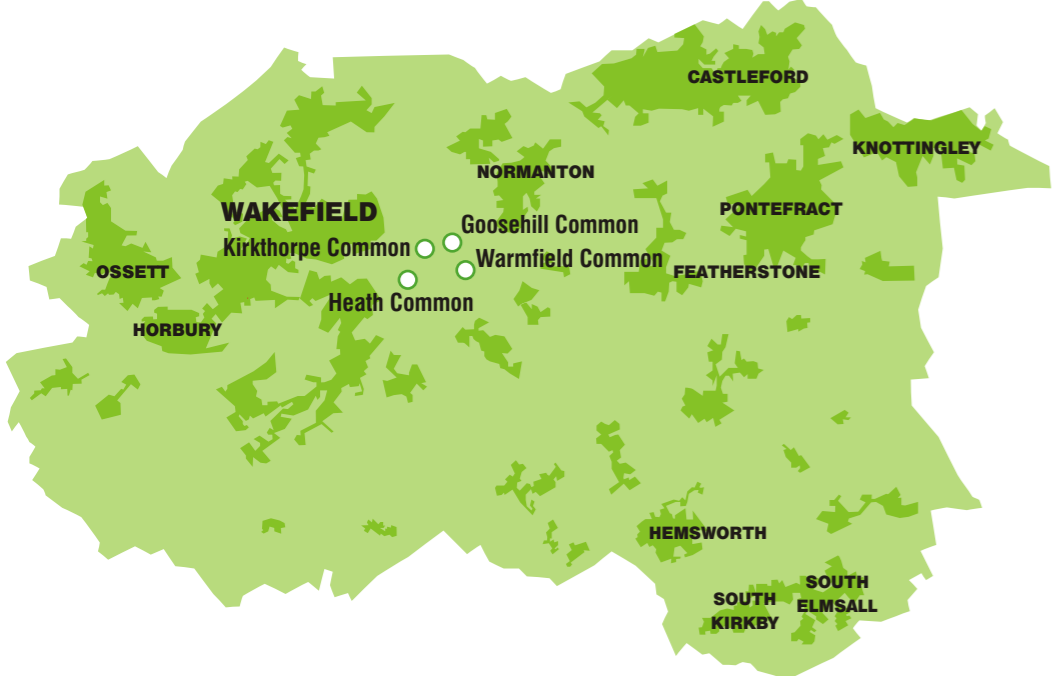 CASTLEFORD
KNOTTINGLEY
NORMANTON
WAKEFIELD
PONTEFRACT
Goosehill Common
Kirkthorpe Common
Warmfield Common
OSSETT
FEATHERSTONE
Heath Common
HORBURY
HEMSWORTH
SOUTH
ELMSALL
SOUTH
KIRKBY